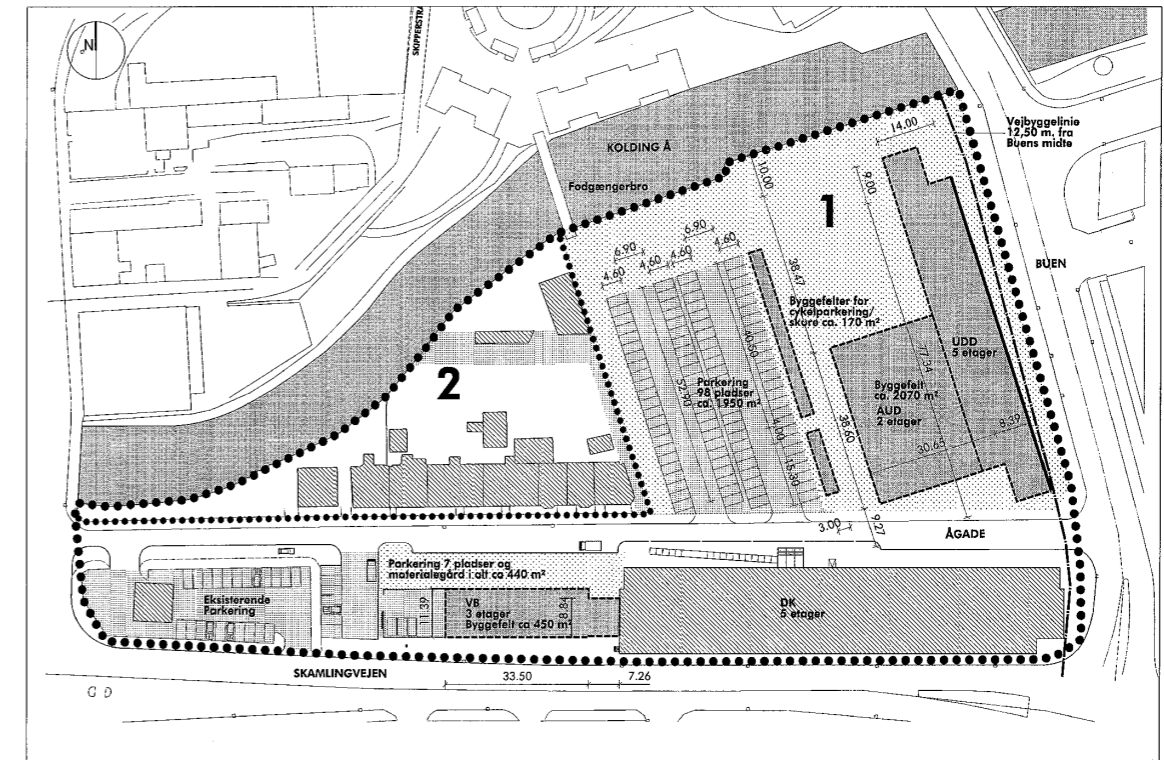 N
SKIPPERSTRA
KOLDING Å
Fodgængerbro
Vejbyggelinie
12,50 m. fra
Buens midte
14.00
10.00
9.00
1
6.90
6.90
4.60
4.60
4.60
4.60
38.47
BUEN
Byggefelter for
cykelparkering/
skure ca. 170 m²
40.50
UDD
5 etager
77.54
2
Parkering
98 pladser
ca. 1950 m²
52.90
Byggefelt
ca. 2070 m²
AUD
2 etager
8.39
30.65
38.60
4.00
15.30
3.00
9.27
ÅGADE
Parkering 7 pladser og
materialegård i alt ca 440 m²
Eksisterende
Parkering
11.39
VB
3 etager
Byggefelt ca 450 m²
8.84
DK
5 etager
M
SKAMLINGVEJEN
33.50
7.26